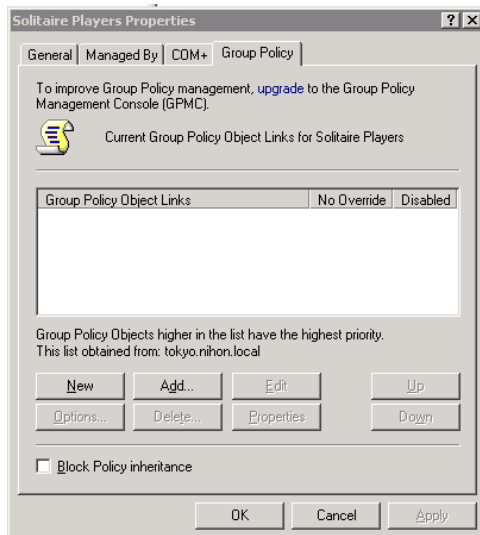 Solitaire Players Properties
General Managed By COM+ Group Policy
To improve Group Policy management, upgrade to the Group Policy
Management Console (GPMC).
Current Group Policy Object Links for Solitaire Players
Group Policy Object Links No Override Disabled
Group Policy Objects higher in the list have the highest priority.
This list obtained from: tokyo.nihon.local
New Add... Edit Up
Options... Delete... Properties Down
Block Policy inheritance
OK Cancel Apply